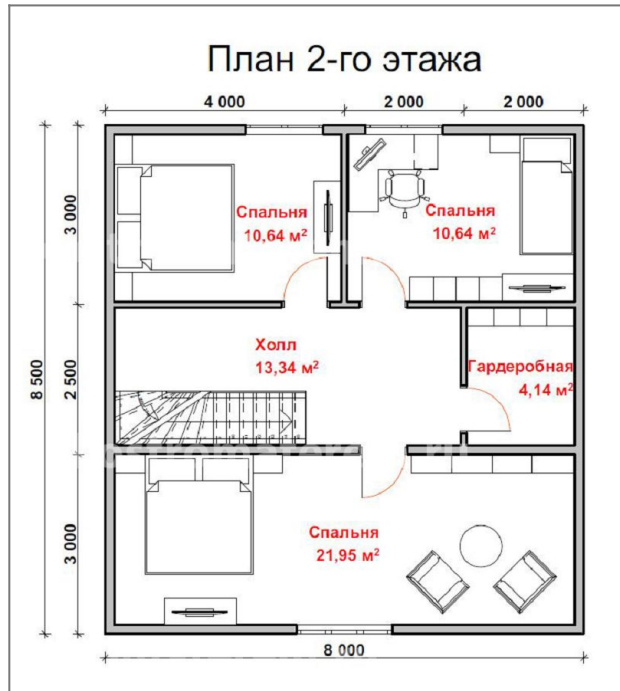 План 2-го этажа
4 000
2 000
2 000
3 000
2 500
3 000
8 500
Спальня
10,64 м²
Спальня
10,64 м²
Холл
13,34 м²
Гардеробная
4,14 м²
Спальня
21,95 м²
8 000